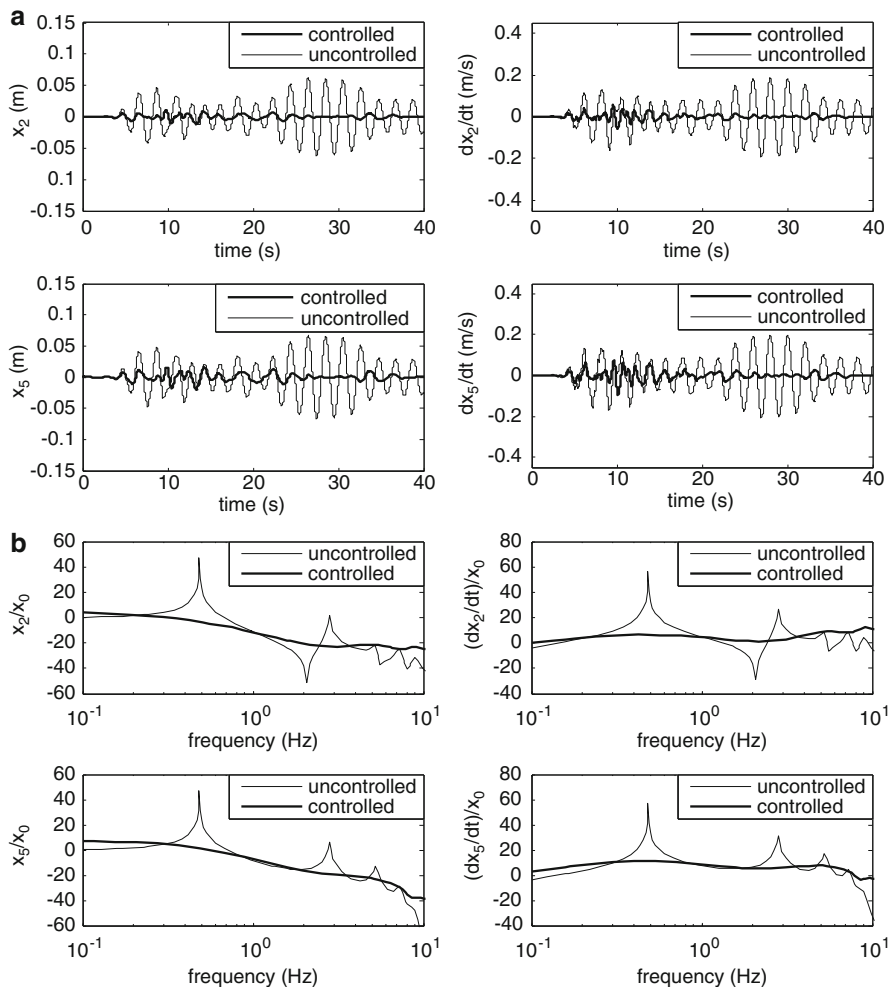 a
0.15
0.1
0.05
0
-0.05
0.1
-0.15
x2 (m)
controlled
uncontrolled
0 10 20 30 40
time (s)
0.4
0.2
0
-0.2
-0.4
dx2/dt (m/s)
controlled
uncontrolled
0 10 20 30 40
time (s)
0.15
0.1
0.05
0
-0.05
-0.1
-0.15
x5 (m)
controlled
uncontrolled
0 10 20 30 40
time (s)
0.4
0.2
0
-0.2
-0.4
dx5/dt (m/s)
controlled
uncontrolled
0 10 20 30 40
time (s)
b
60
40
20
0
-20
-40
-60
x2/x0
uncontrolled
controlled
10-1 100 101
frequency (Hz)
80
60
40
20
0
20
40
(dx2/dt)/x0
uncontrolled
controlled
10-1 100 101
frequency (Hz)
60
40
20
0
-20
-40
-60
x5/x0
uncontrolled
controlled
10-1 100 101
frequency (Hz)
80
60
40
20
0
-20
-40
(dx5/dt)/x0
uncontrolled
controlled
10-1 100 101
frequency (Hz)